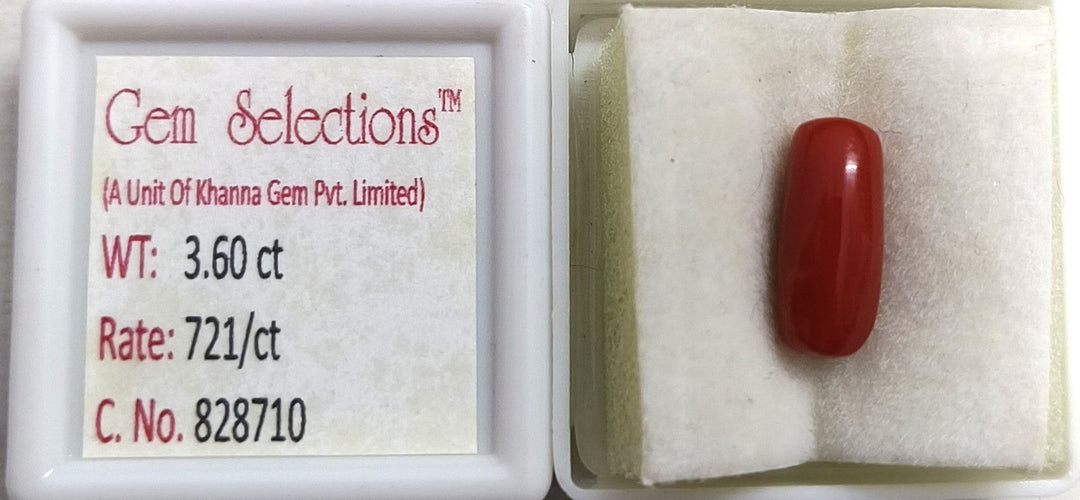 Gem Selections™
(A Unit Of Khanna Gem Pvt. Limited)
WT: 3.60 ct
Rate: 721/ct
C. No. 828710